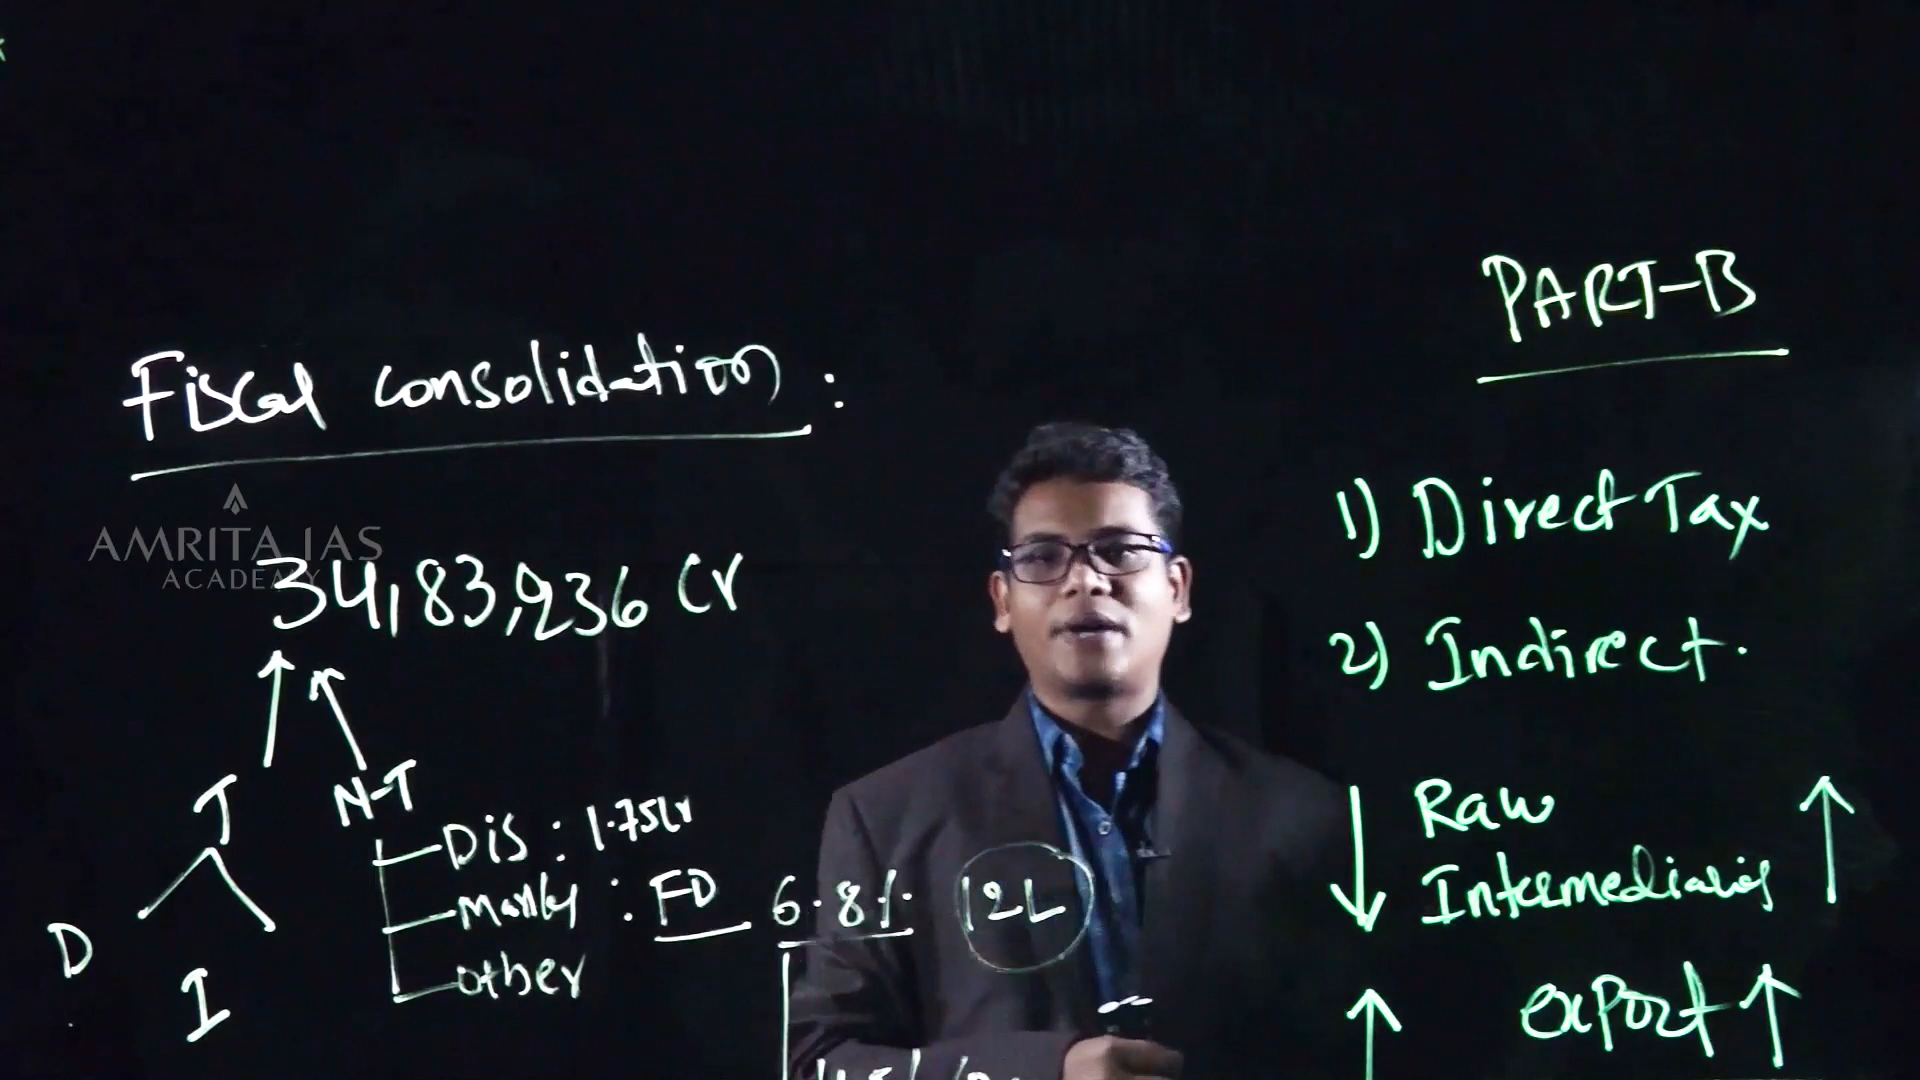 Fiscal consolidation :
AMRITA IAS
ACADEMY
34,83,236 Cr
T
N-T
D
I
Dis : 1.75Lr
: FD 6.8% 12L
other
PART-B
1) Direct Tax
2) Indirect.
Raw
Intermediaries
export